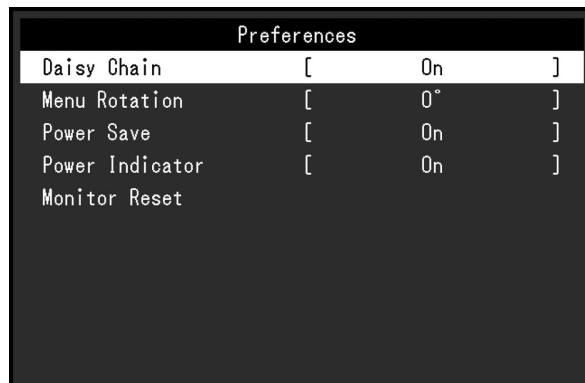 Preferences
Daisy Chain [ On ]
Menu Rotation [ 0° ]
Power Save [ On ]
Power Indicator [ On ]
Monitor Reset